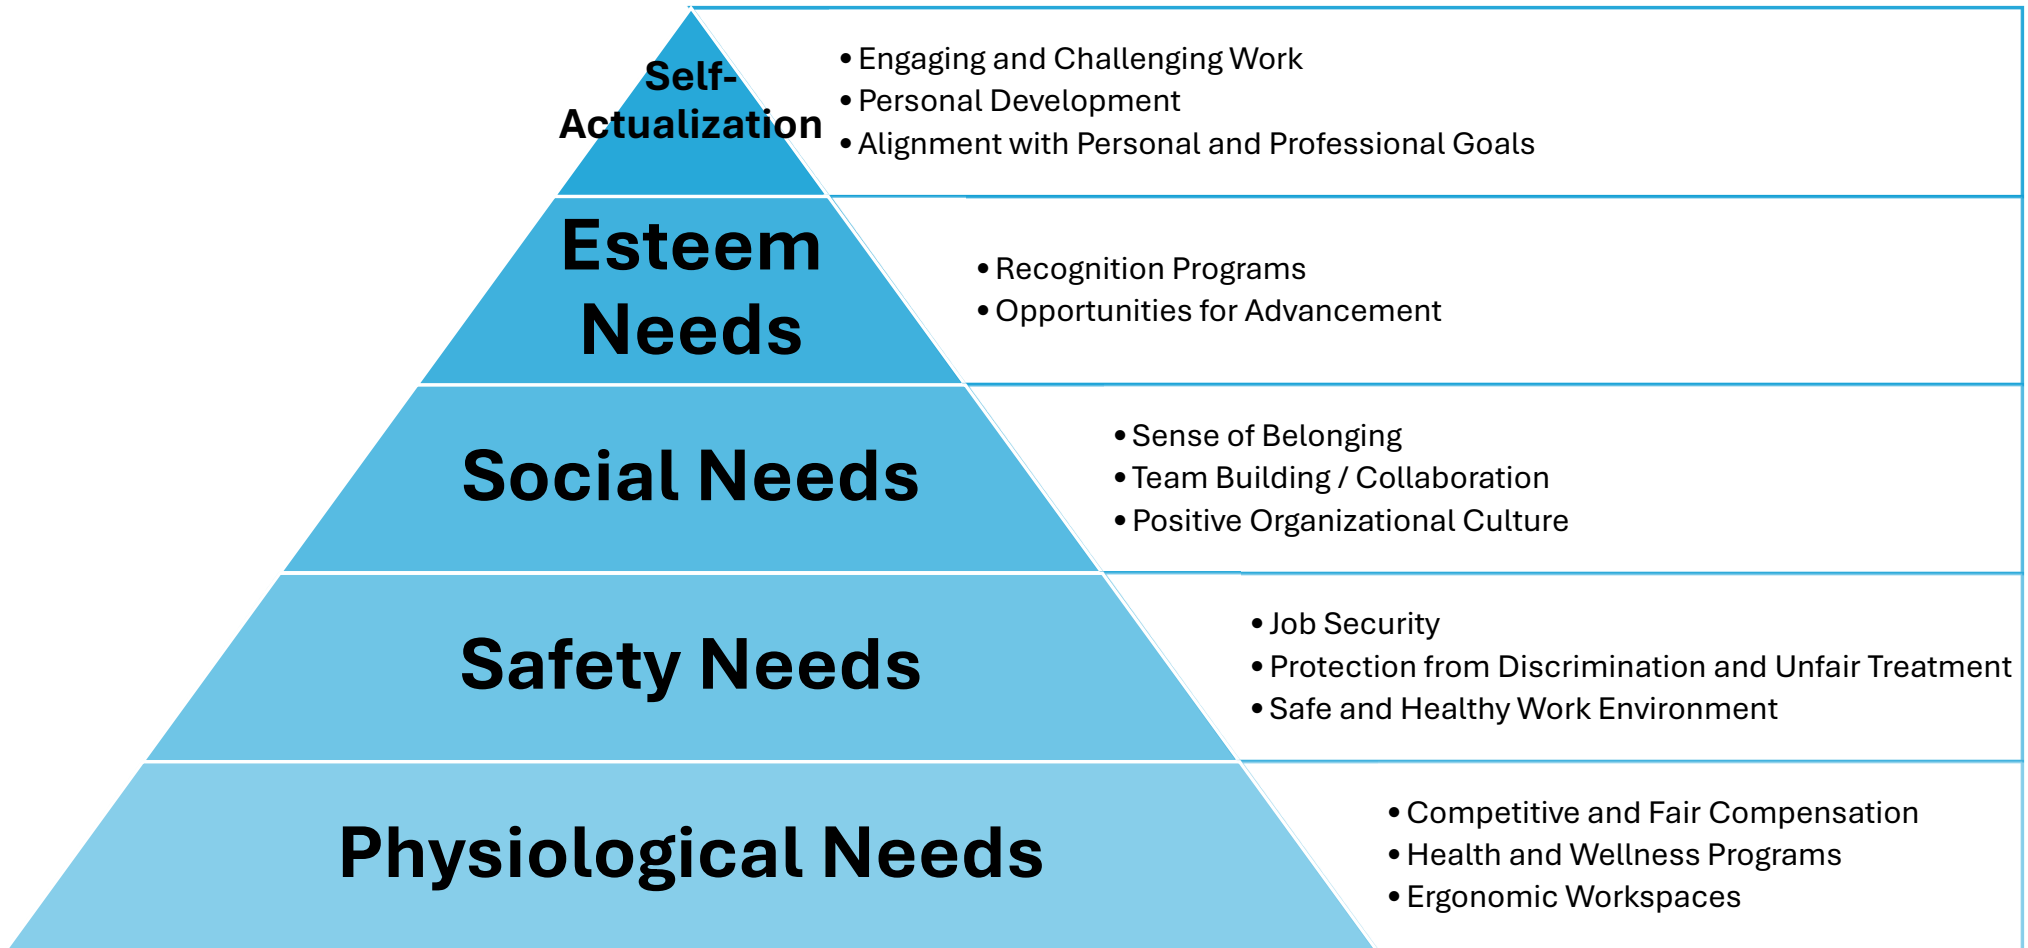 Self-
Actualization
• Engaging and Challenging Work
• Personal Development
• Alignment with Personal and Professional Goals
Esteem
Needs
• Recognition Programs
• Opportunities for Advancement
Social Needs
• Sense of Belonging
• Team Building / Collaboration
• Positive Organizational Culture
Safety Needs
• Job Security
• Protection from Discrimination and Unfair Treatment
• Safe and Healthy Work Environment
Physiological Needs
• Competitive and Fair Compensation
• Health and Wellness Programs
• Ergonomic Workspaces